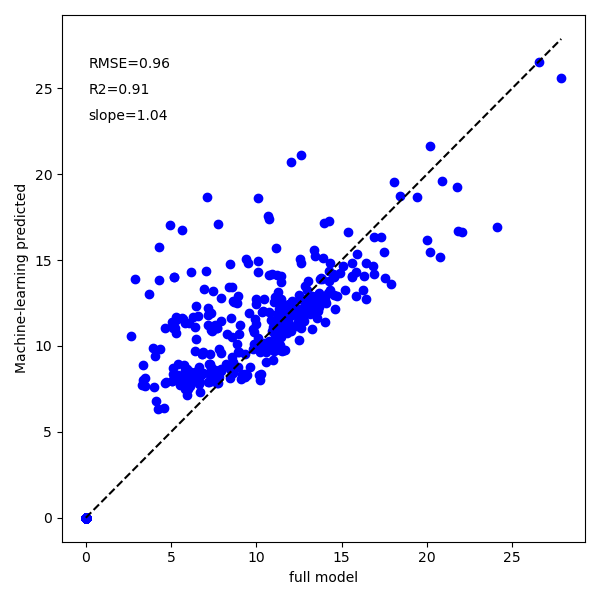 RMSE=0.96
R2=0.91
slope=1.04
Machine-learning predicted
25
20
15
10
5
0
0 5 10 15 20 25
full model